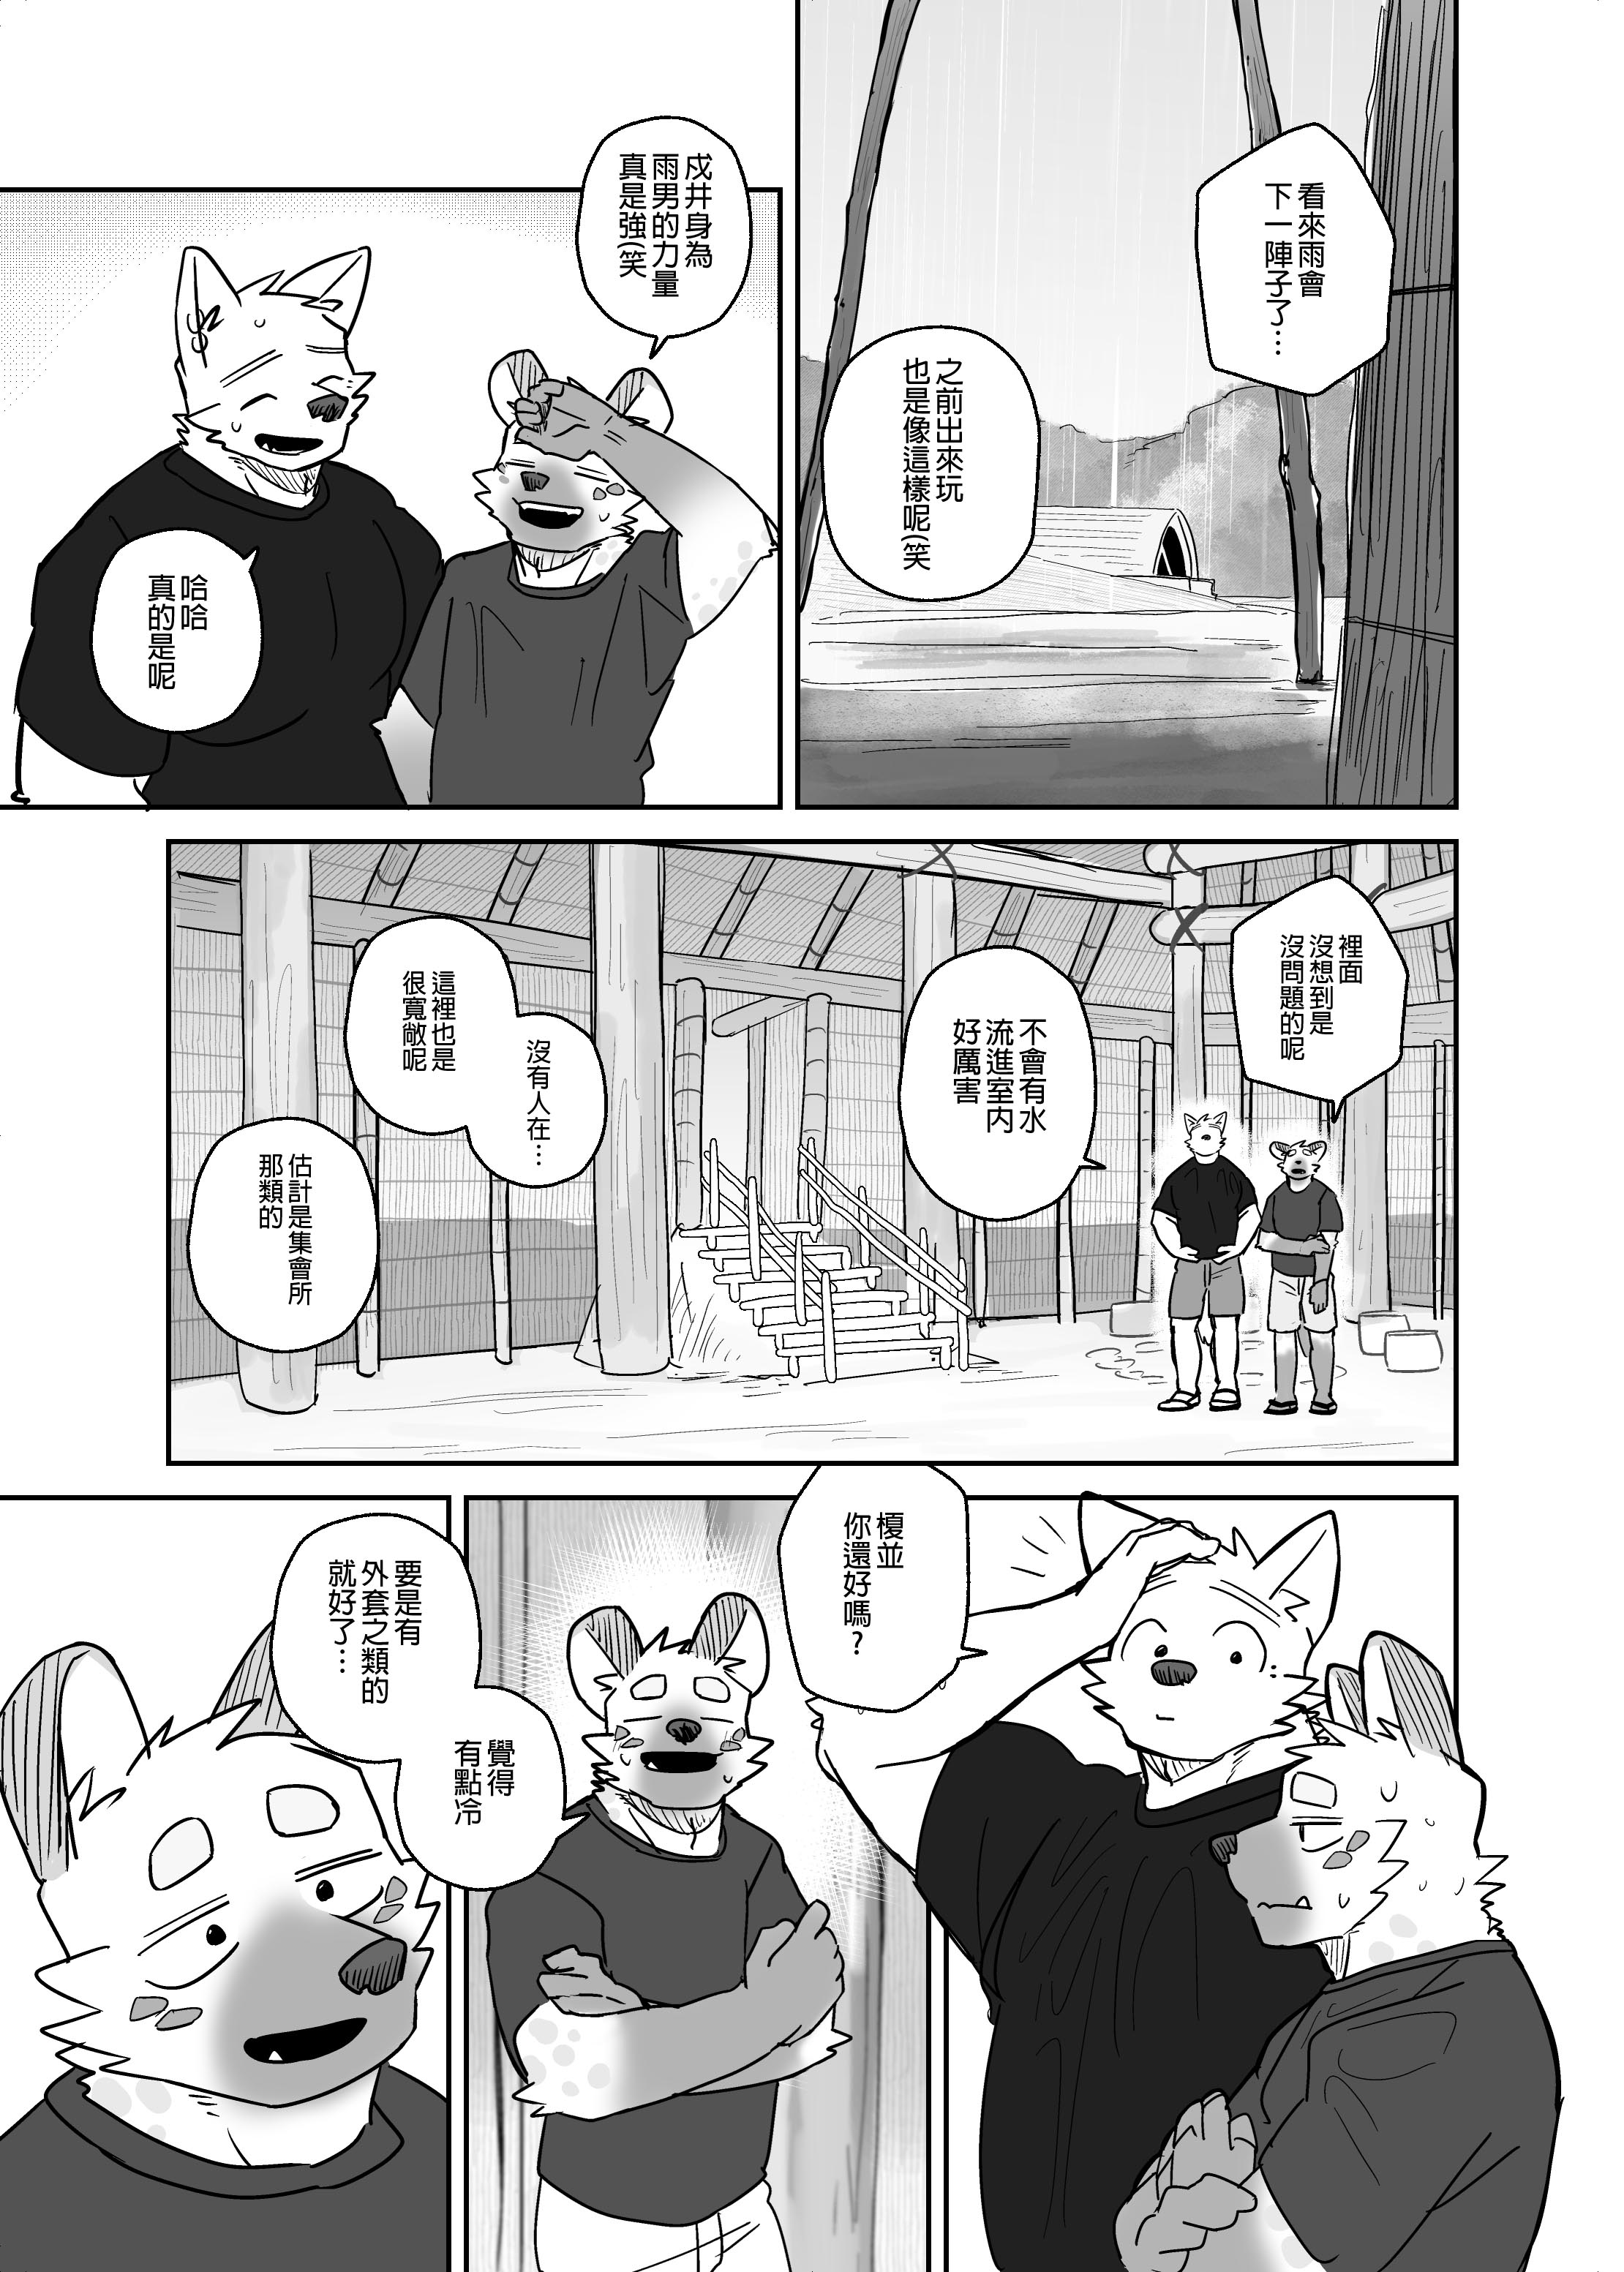 看來雨會
下一陣子了…
之前出來玩
也是像這樣呢(笑
戍井身為
雨男的力量
真是強(笑
哈哈
真的是呢
裡面
沒想到是
沒問題的呢
不會有水
流進室內
好厲害
沒有人在…
這裡也是
很寬敞呢
估計是集會所
那類的
榎並
你還好嗎?
覺得
有點冷
要是有
外套之類的
就好了…